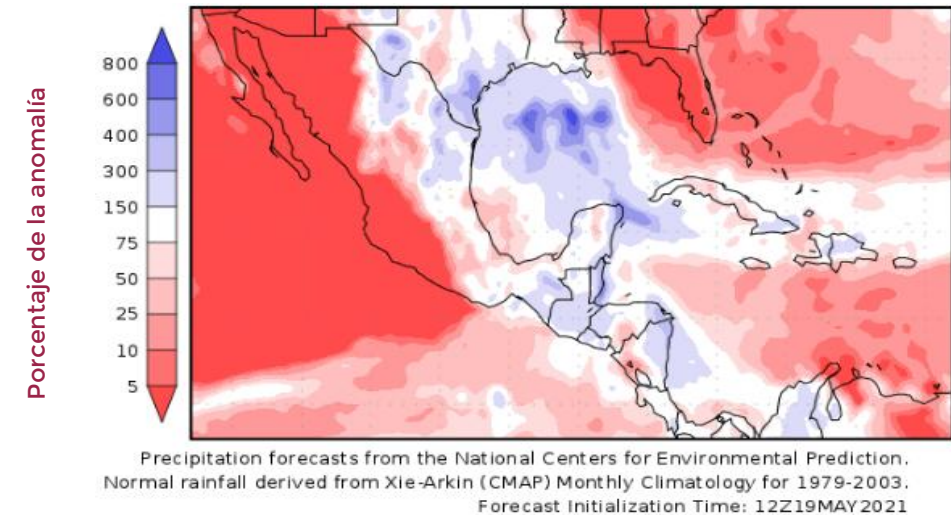 Porcentaje de la anomalía
800
600
400
300
150
75
50
25
10
5
Precipitation forecasts from the National Centers for Environmental Prediction.
Normal rainfall derived from Xie-Arkin (CMAP) Monthly Climatology for 1979-2003.
Forecast Initialization Time: 12Z19MAY2021